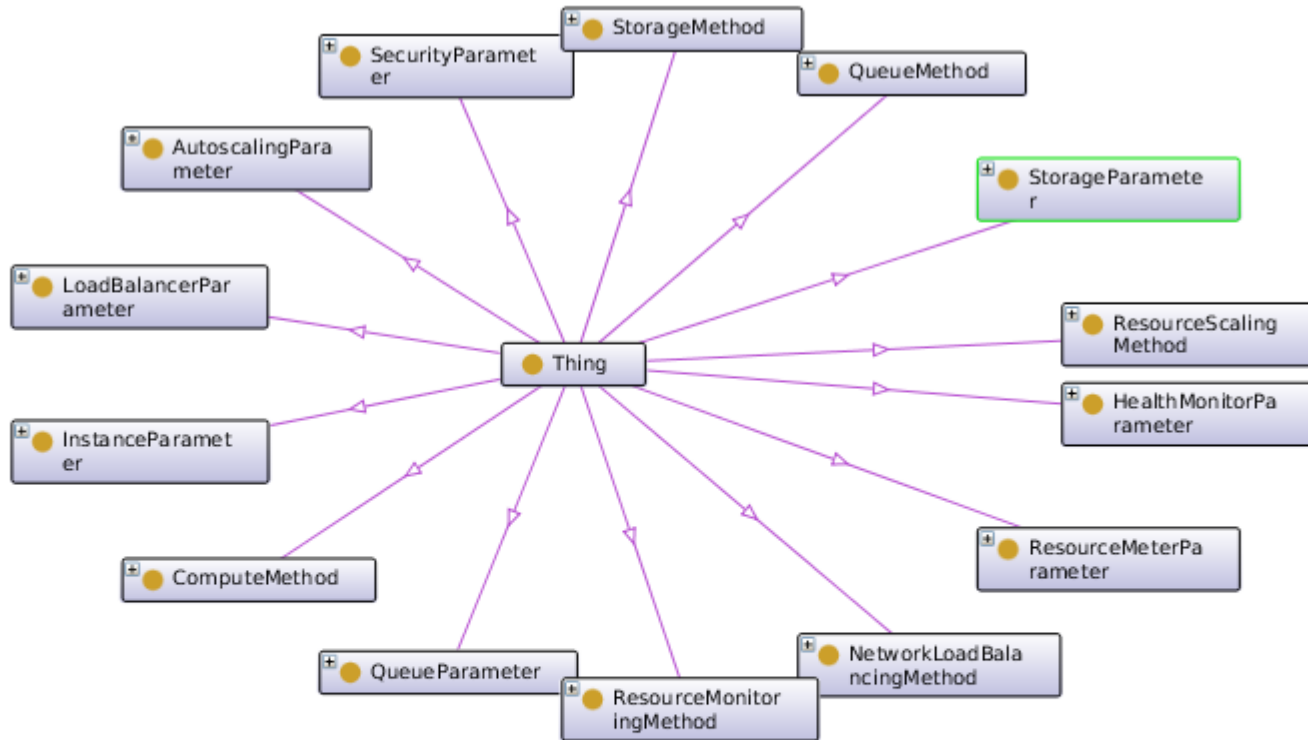 StorageMethod
SecurityParamet
er
QueueMethod
AutoscalingPara
meter
StorageParamete
r
LoadBalancerPar
ameter
ResourceScaling
Method
Thing
HealthMonitorPa
rameter
InstanceParamet
er
ResourceMeterPa
rameter
ComputeMethod
NetworkLoadBala
ncingMethod
QueueParameter
ResourceMonitor
ingMethod